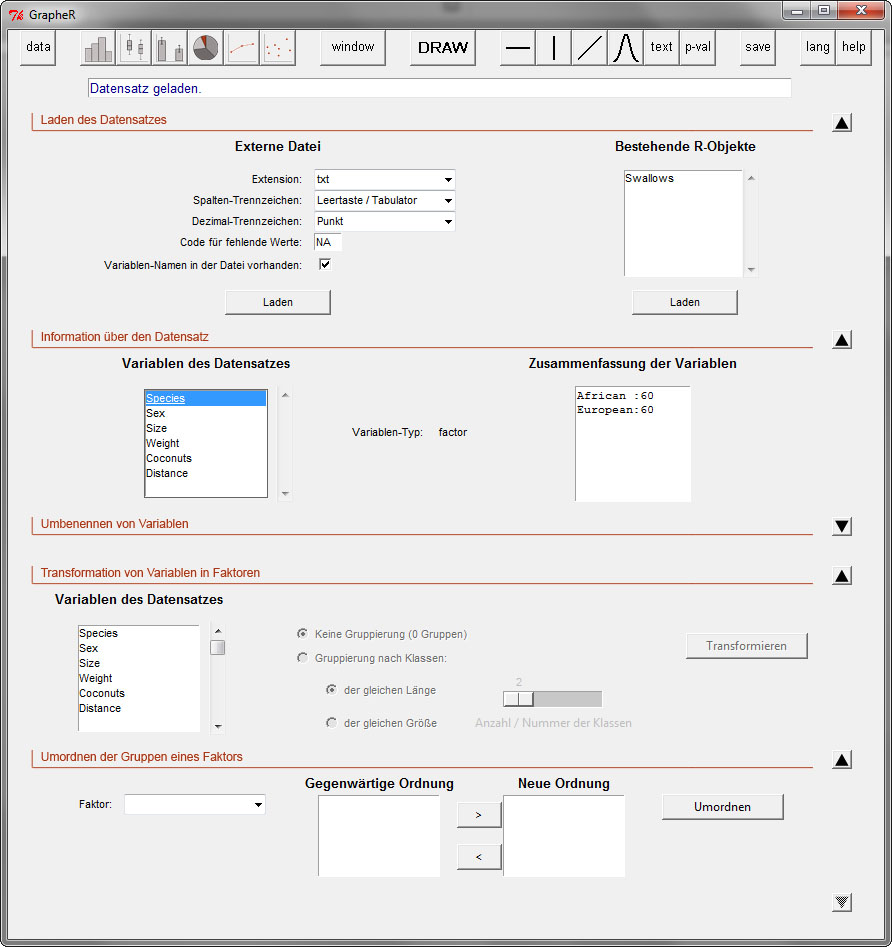 GrapheR
data window DRAW text p-val save lang help
Datensatz geladen.
Laden des Datensatzes
Externe Datei
Bestehende R-Objekte
Extension: txt
Spalten-Trennzeichen: Leertaste / Tabulator
Dezimal-Trennzeichen: Punkt
Code für fehlende Werte: NA
Variablen-Namen in der Datei vorhanden:
Swallows
Laden
Laden
Information über den Datensatz
Variablen des Datensatzes
Zusammenfassung der Variablen
Species
Sex
Size
Weight
Coconuts
Distance
Variablen-Typ: factor
African :60
European:60
Umbenennen von Variablen
Transformation von Variablen in Faktoren
Variablen des Datensatzes
Species
Sex
Size
Weight
Coconuts
Distance
Keine Gruppierung (0 Gruppen)
Gruppierung nach Klassen:
der gleichen Länge
der gleichen Größe
2
Anzahl / Nummer der Klassen
Transformieren
Umordnen der Gruppen eines Faktors
Gegenwärtige Ordnung
Neue Ordnung
Faktor:
>
<
Umordnen